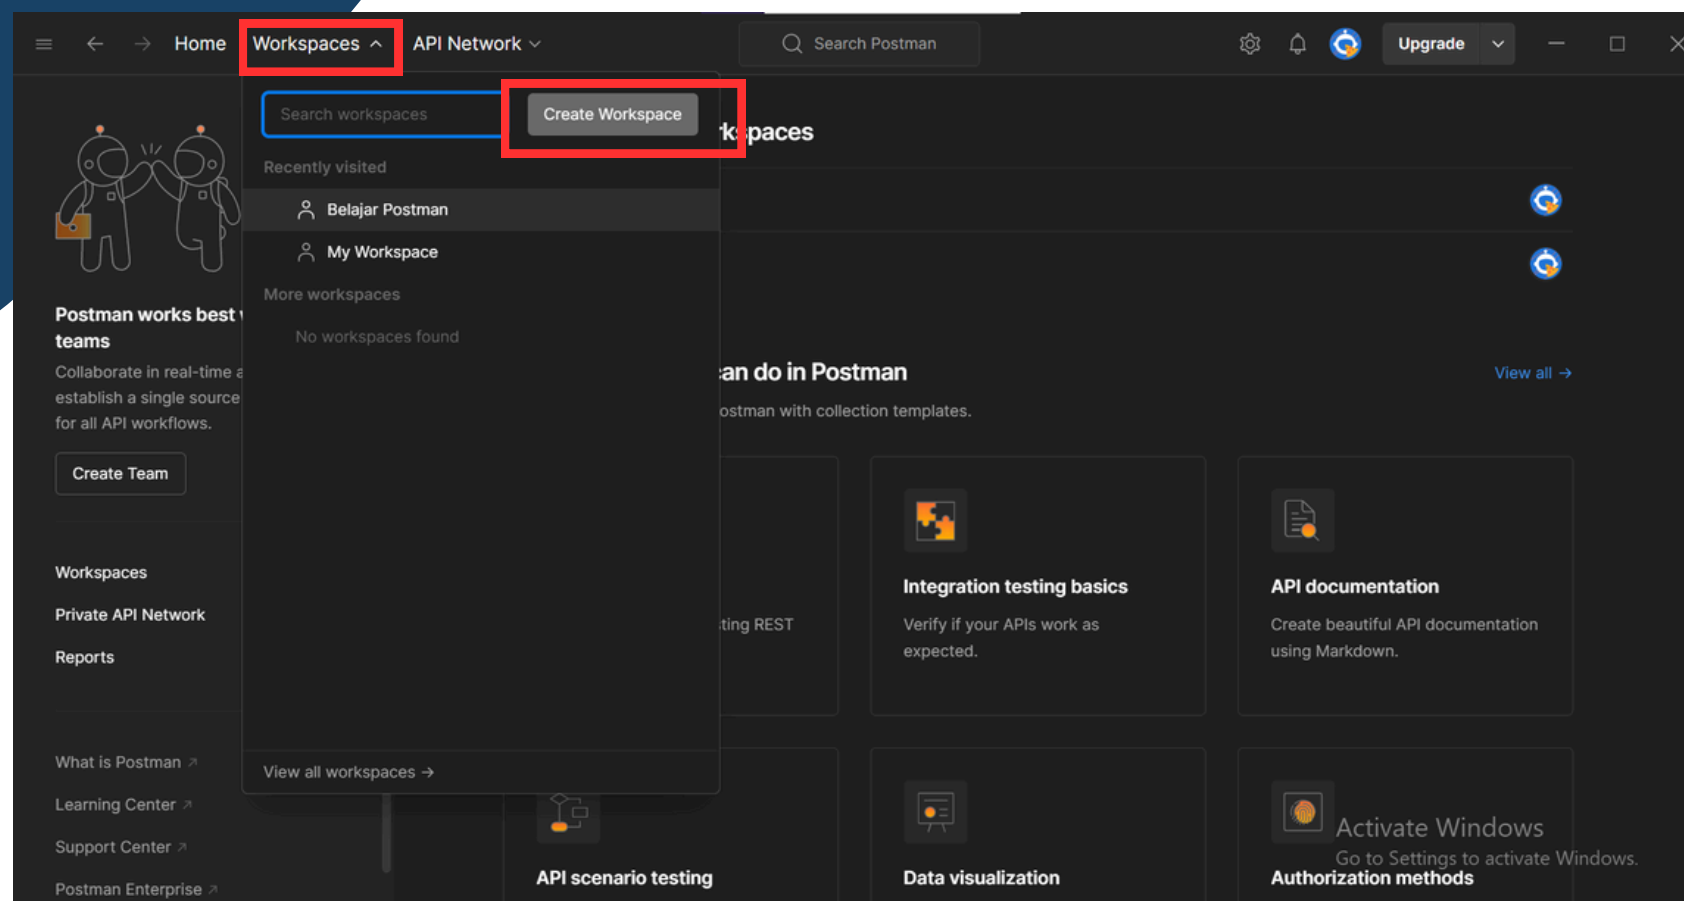 Home Workspaces API Network Search Postman Upgrade
Search workspaces Create Workspace
Recently visited
Belajar Postman
My Workspace
More workspaces
No workspaces found
View all workspaces →
Postman works best
teams
Collaborate in real-time
establish a single source
for all API workflows.
Create Team
Workspaces
Private API Network
Reports
What is Postman ↗
Learning Center ↗
Support Center ↗
Postman Enterprise ↗
kspaces
can do in Postman
View all →
ostman with collection templates.
ting REST
Integration testing basics
Verify if your APIs work as
expected.
API documentation
Create beautiful API documentation
using Markdown.
API scenario testing
Data visualization
Authorization methods
Activate Windows
Go to Settings to activate Windows.